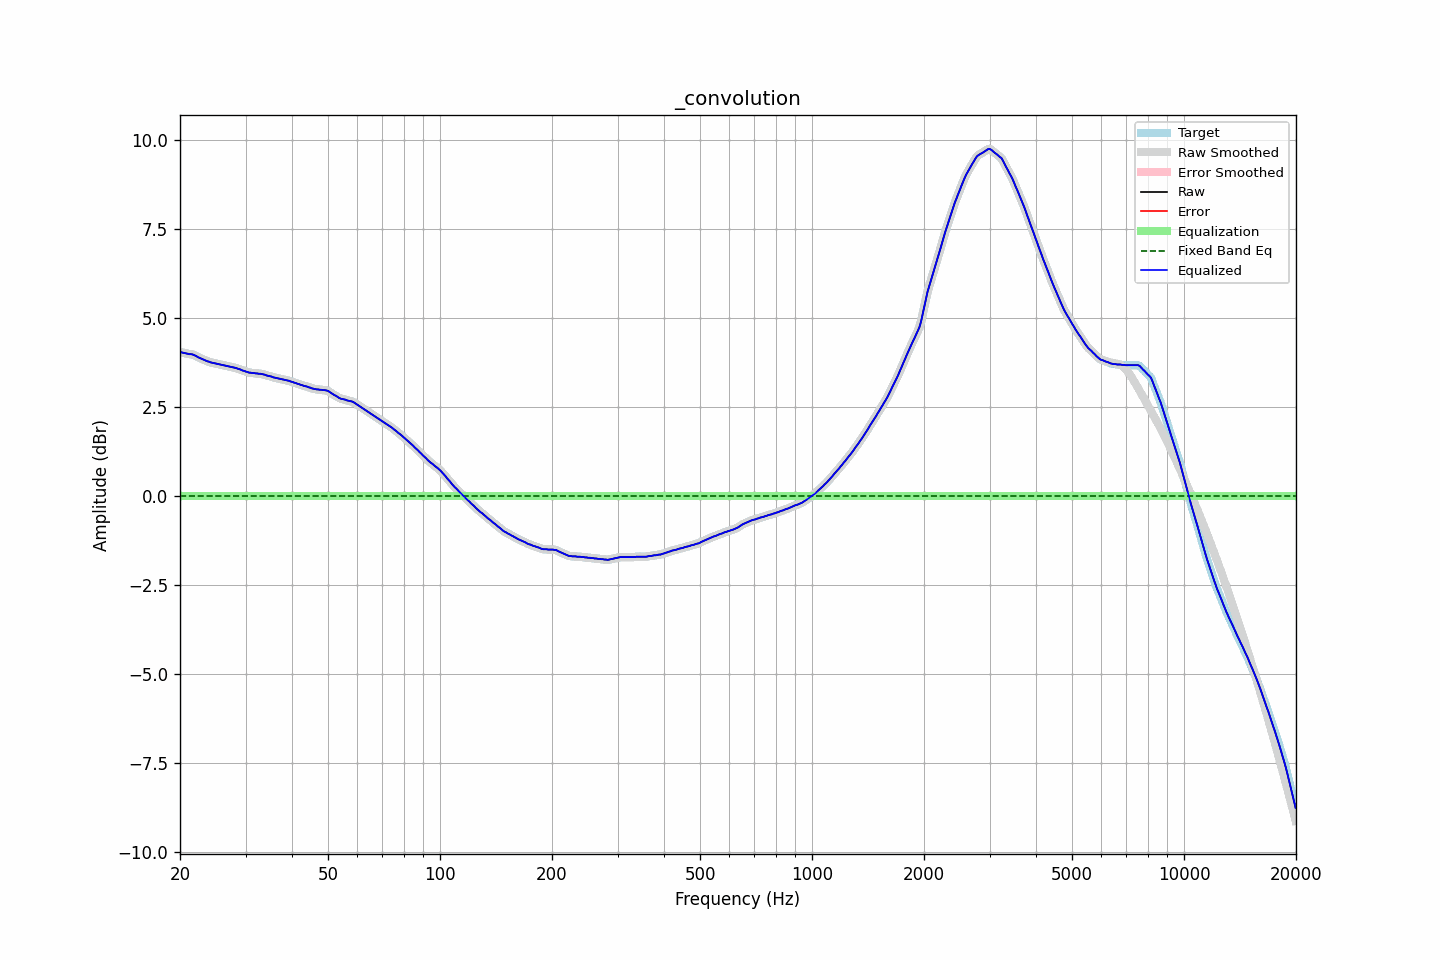 _convolution
Target
Raw Smoothed
Error Smoothed
Raw
Error
Equalization
Fixed Band Eq
Equalized
Amplitude (dBr)
10.0
7.5
5.0
2.5
0.0
−2.5
−5.0
−7.5
−10.0
20 50 100 200 500 1000 2000 5000 10000 20000
Frequency (Hz)